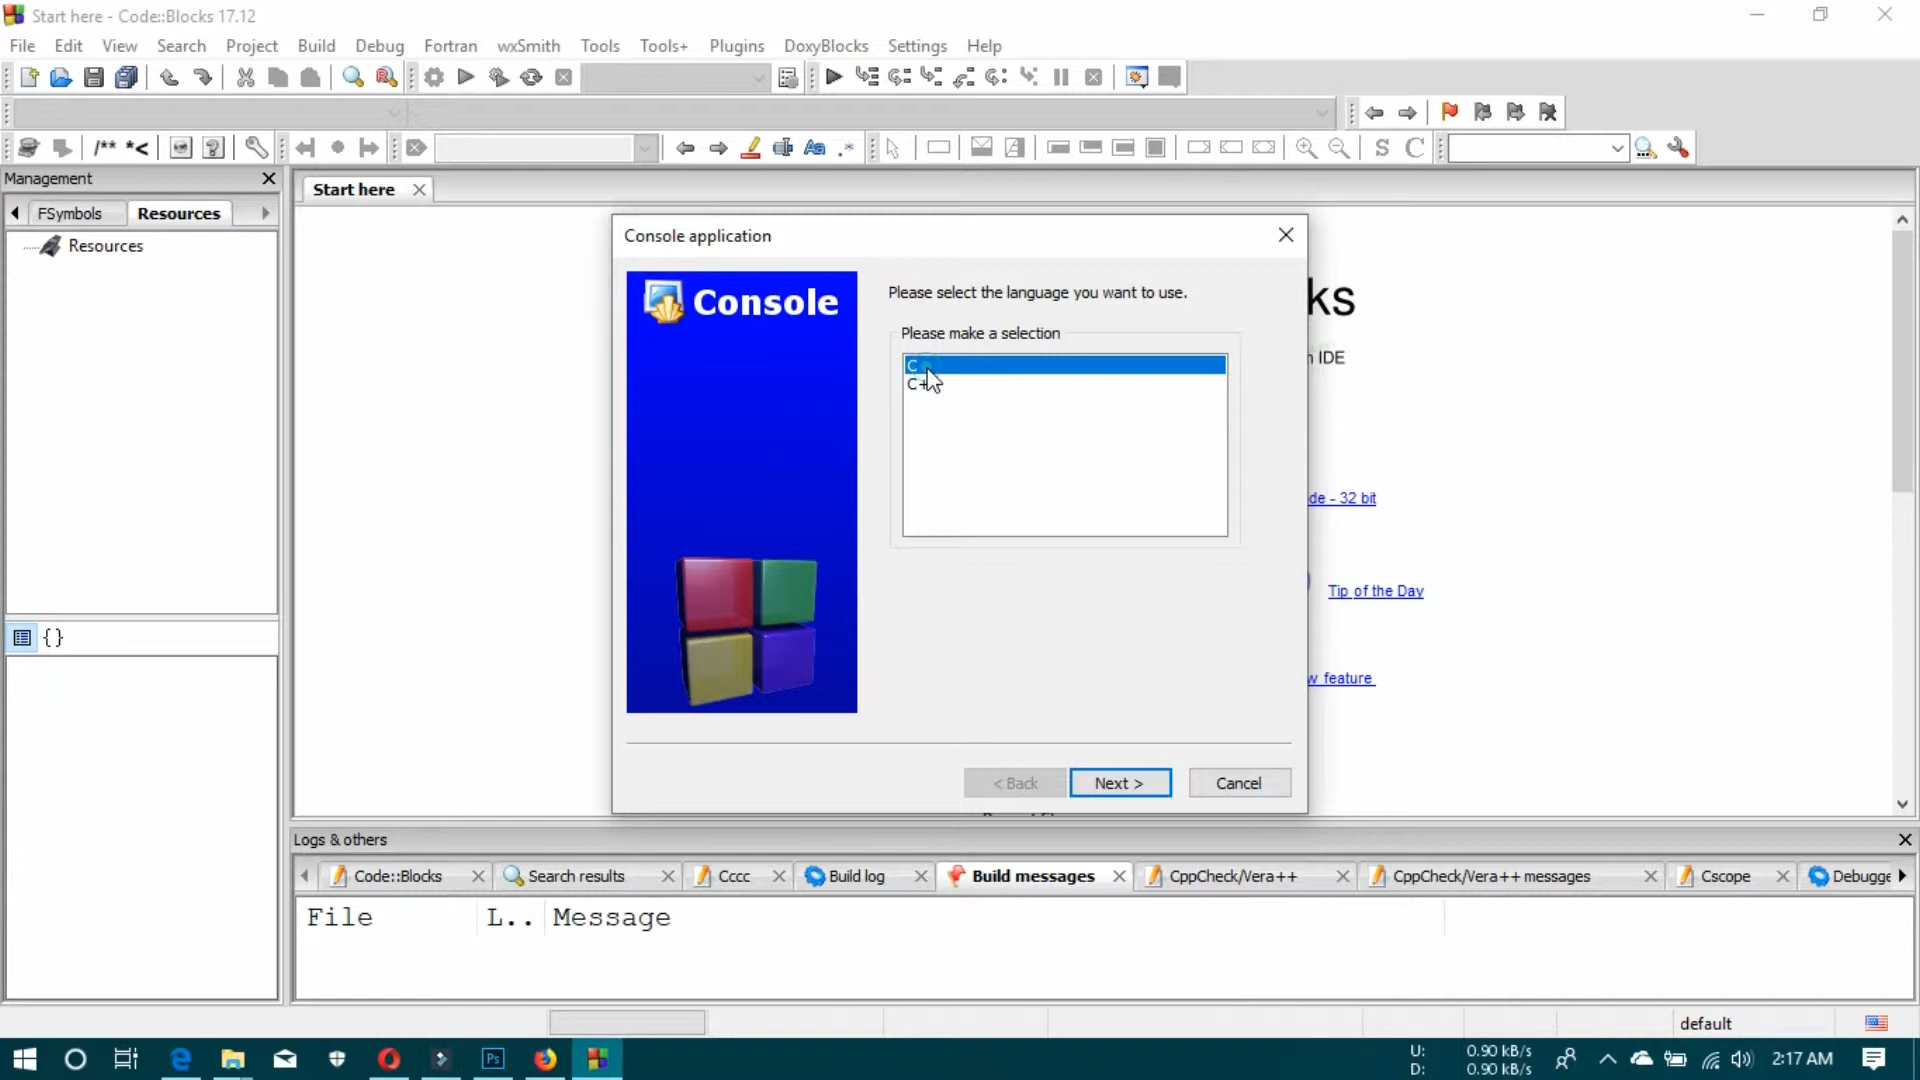 Start here - Code::Blocks 17.12
File Edit View Search Project Build Debug Fortran wxSmith Tools Tools+ Plugins DoxyBlocks Settings Help
/** *<
Aa .*
S C
Management
FSymbols Resources
Resources
{}
Start here
ks
IDE
de - 32 bit
Tip of the Day
w feature
Console application
Console
Please select the language you want to use.
Please make a selection
C
C+
< Back Next > Cancel
Logs & others
Code::Blocks Search results Cccc Build log Build messages CppCheck/Vera++ CppCheck/Vera++ messages Cscope Debugge
File L.. Message
default
Ps
U: 0.90 kB/s
D: 0.90 kB/s
2:17 AM